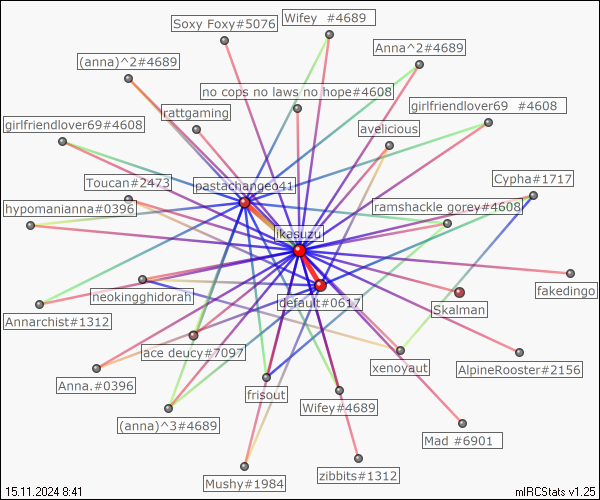 Soxy Foxy#5076
Wifey  #4689
Anna^2#4689
(anna)^2#4689
no cops no laws no hope#4608
girlfriendlover69  #4608
rattgaming
girlfriendlover69#4608
avelicious
Toucan#2473
pastachangeo41
Cypha#1717
hypomanianna#0396
ramshackle gorey#4608
ikasuzu
neokingghidorah
default#0617
fakedingo
Annarchist#1312
Skalman
ace deucy#7097
xenoyaut
AlpineRooster#2156
Anna.#0396
frisout
Wifey#4689
(anna)^3#4689
Mad #6901
Mushy#1984
zibbits#1312
15.11.2024 8:41
mIRCStats v1.25